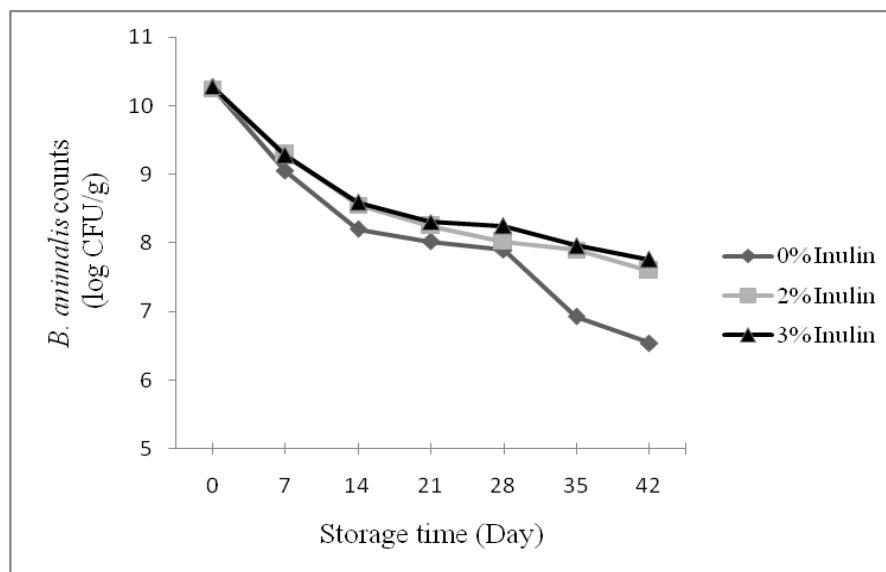 11
10
9
8
7
6
5
B. animalis counts
(log CFU/g)
0 7 14 21 28 35 42
Storage time (Day)
0% Inulin
2% Inulin
3% Inulin